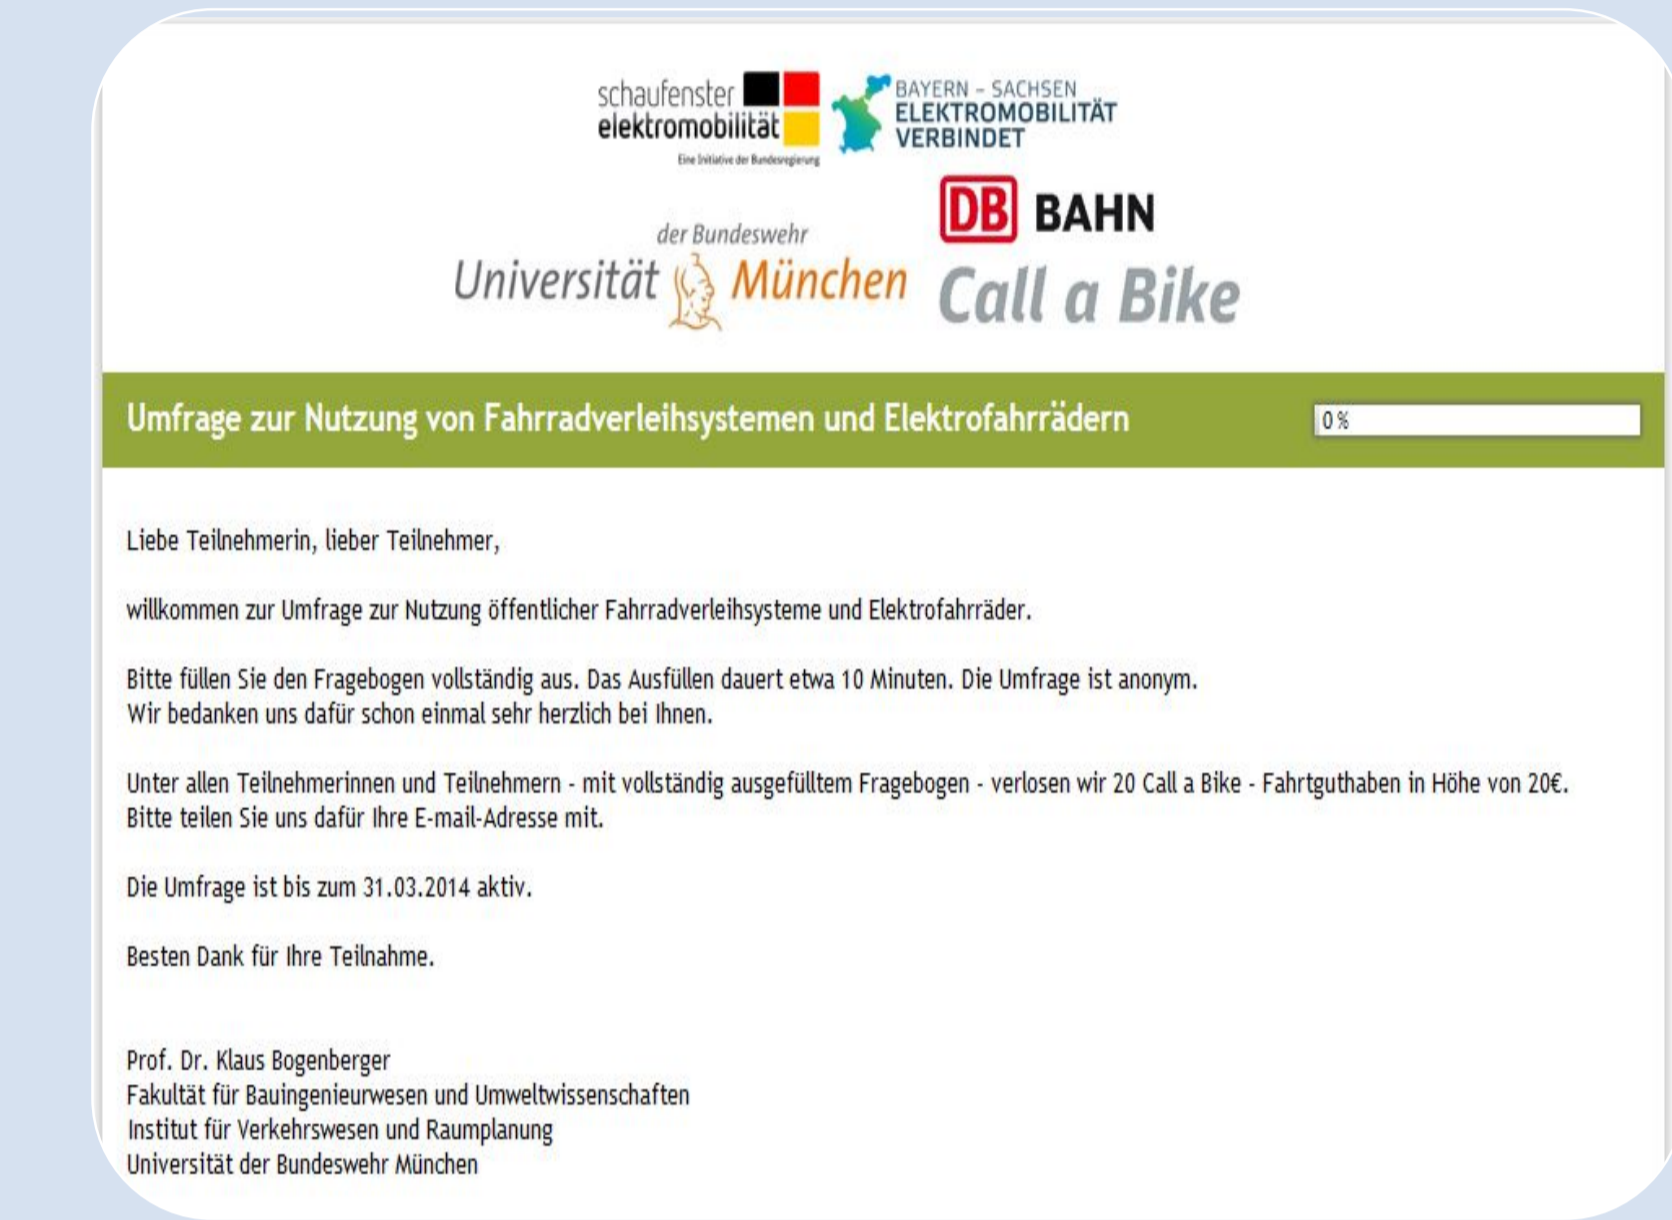 schaufenster
elektromobilität
Eine Initiative der Bundesregierung
BAYERN – SACHSEN
ELEKTROMOBILITÄT
VERBINDET
der Bundeswehr
Universität München
DB BAHN
Call a Bike
Umfrage zur Nutzung von Fahrradverleihsystemen und Elektrofahrrädern
0 %
Liebe Teilnehmerin, lieber Teilnehmer,
willkommen zur Umfrage zur Nutzung öffentlicher Fahrradverleihsysteme und Elektrofahrräder.
Bitte füllen Sie den Fragebogen vollständig aus. Das Ausfüllen dauert etwa 10 Minuten. Die Umfrage ist anonym.
Wir bedanken uns dafür schon einmal sehr herzlich bei Ihnen.
Unter allen Teilnehmerinnen und Teilnehmern - mit vollständig ausgefülltem Fragebogen - verlosen wir 20 Call a Bike - Fahrtguthaben in Höhe von 20€.
Bitte teilen Sie uns dafür Ihre E-mail-Adresse mit.
Die Umfrage ist bis zum 31.03.2014 aktiv.
Besten Dank für Ihre Teilnahme.
Prof. Dr. Klaus Bogenberger
Fakultät für Bauingenieurwesen und Umweltwissenschaften
Institut für Verkehrswesen und Raumplanung
Universität der Bundeswehr München